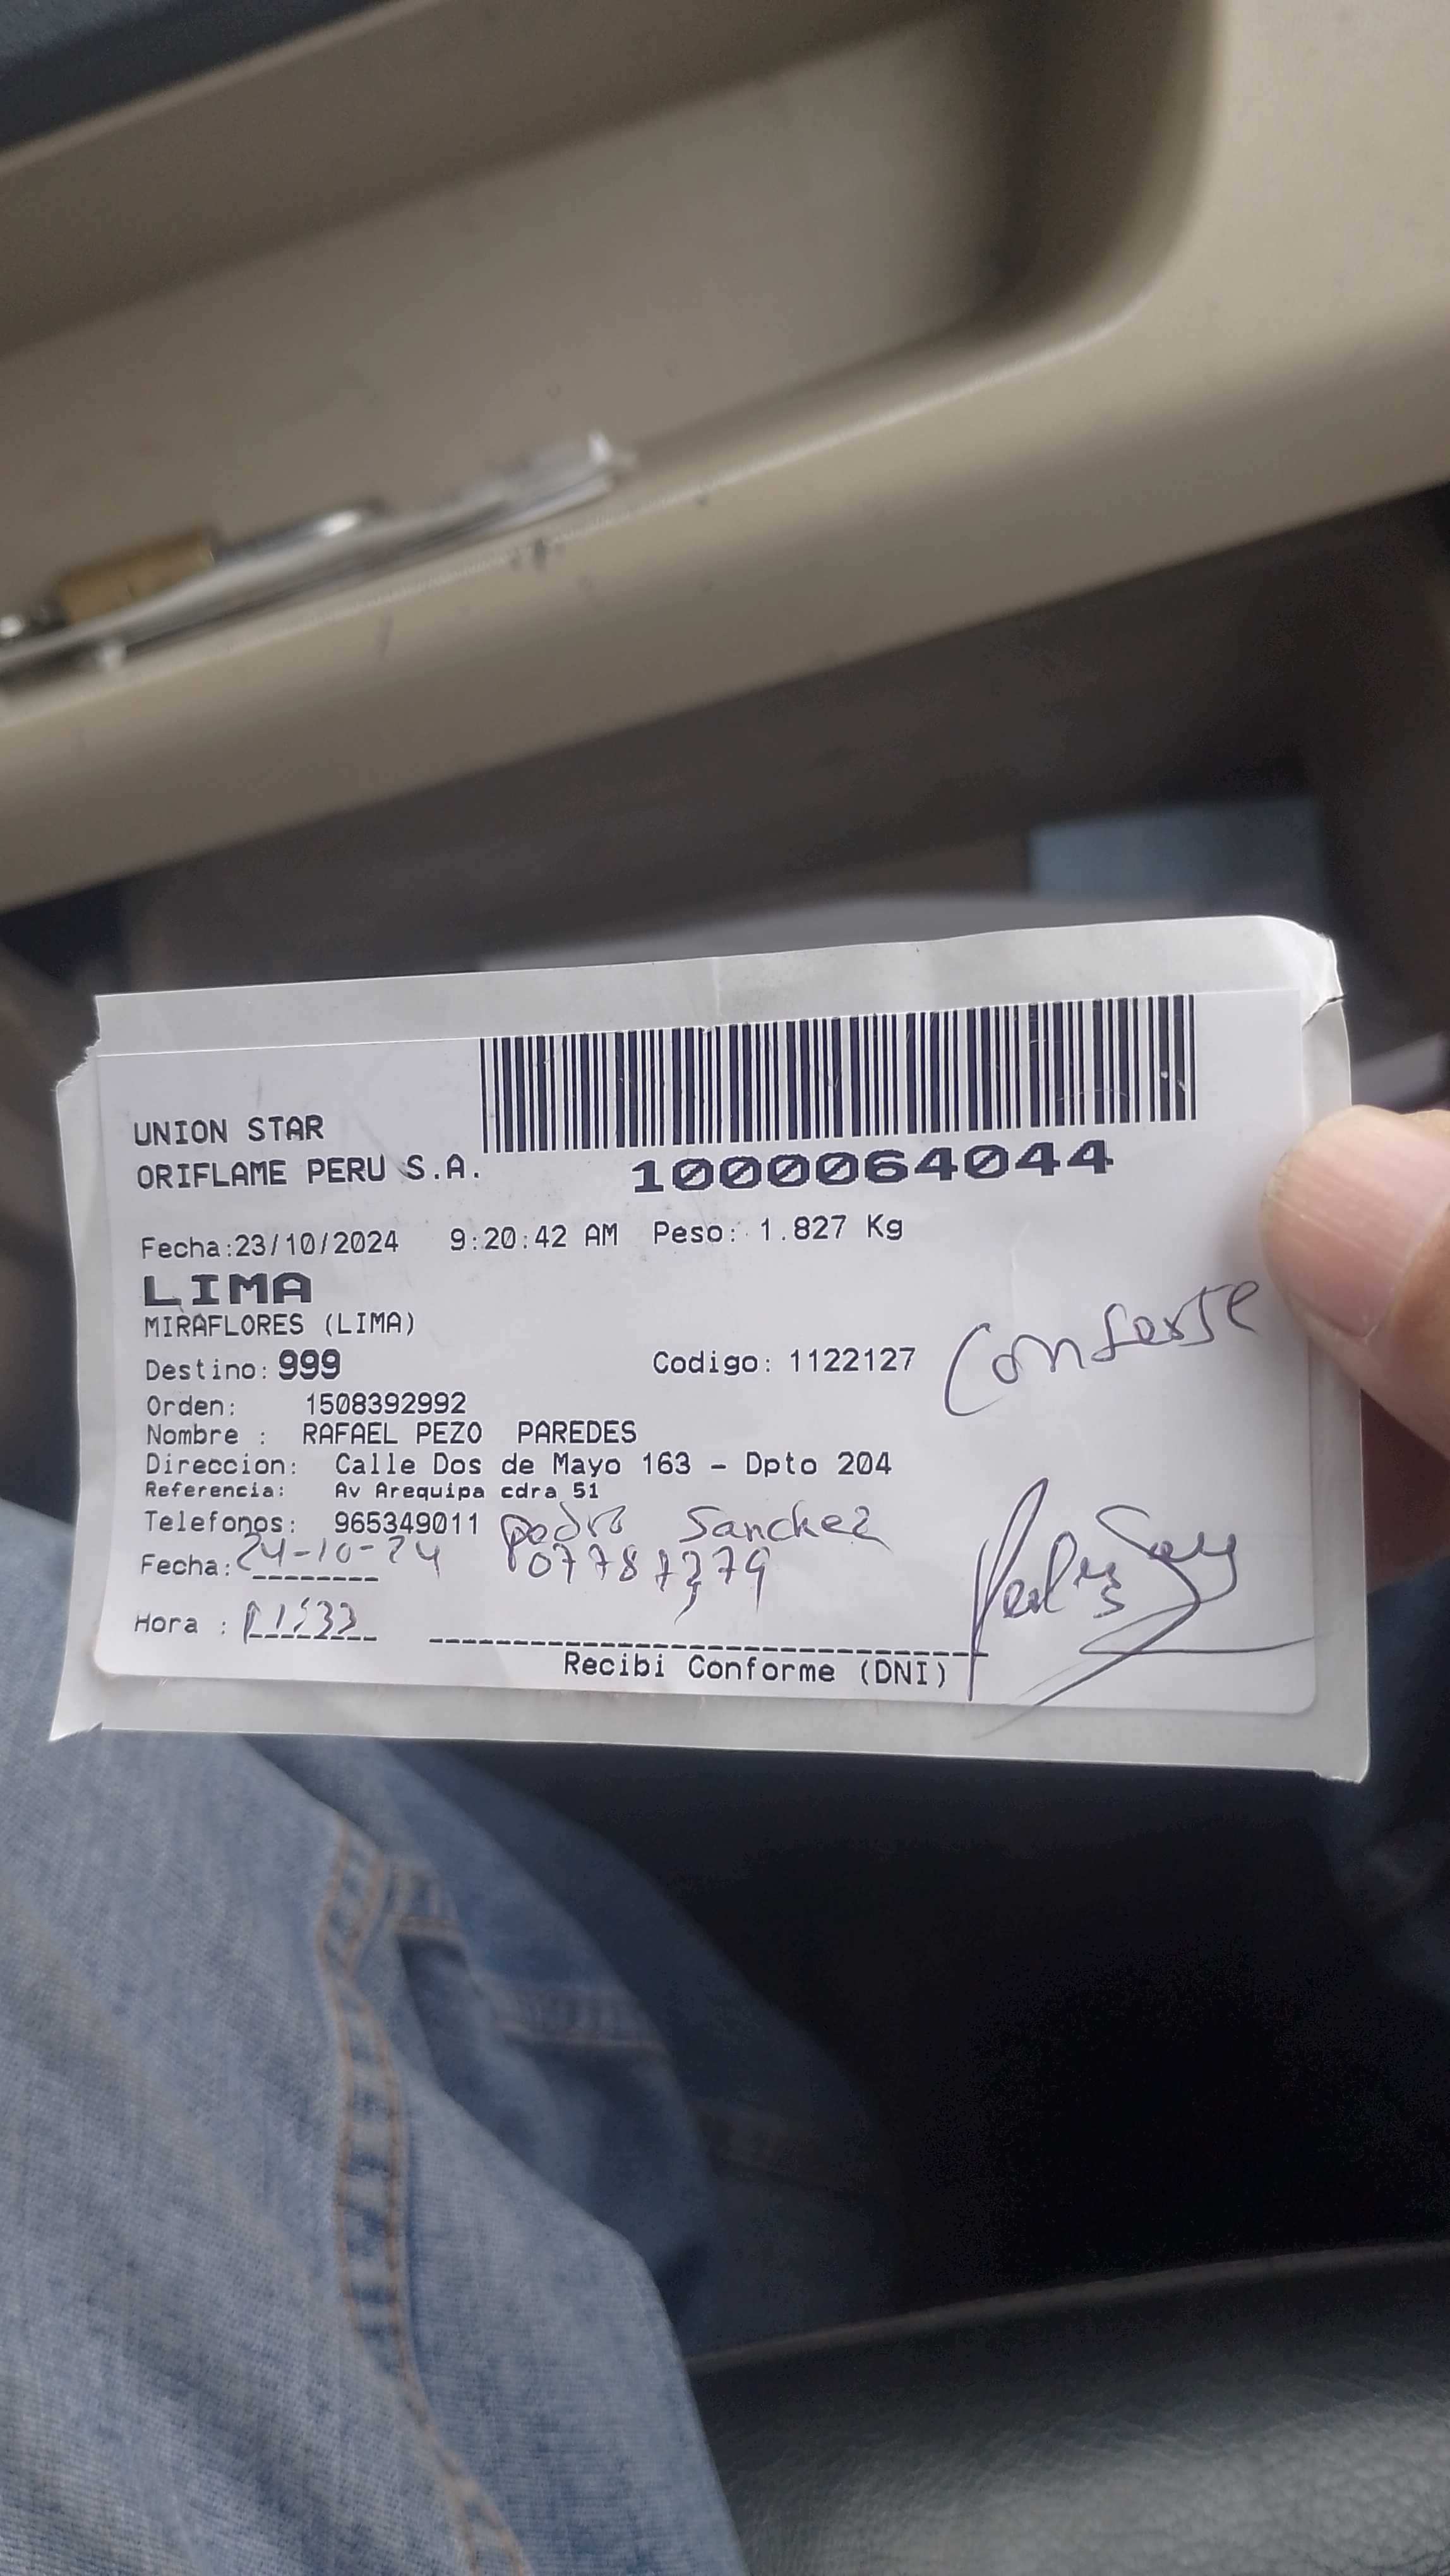 UNION STAR
ORIFLAME PERU S.A.
1000064044
Fecha:23/10/2024 9:20:42 AM Peso: 1.827 Kg
LIMA
MIRAFLORES (LIMA)
Destino: 999 Codigo: 1122127
Orden: 1508392992
Nombre : RAFAEL PEZO PAREDES
Direccion: Calle Dos de Mayo 163 - Dpto 204
Referencia: Av Arequipa cdra 51
Telefonos: 965349011 Pedro Sanchez
Fecha: 24-10-24
Hora :
Recibi Conforme (DNI)